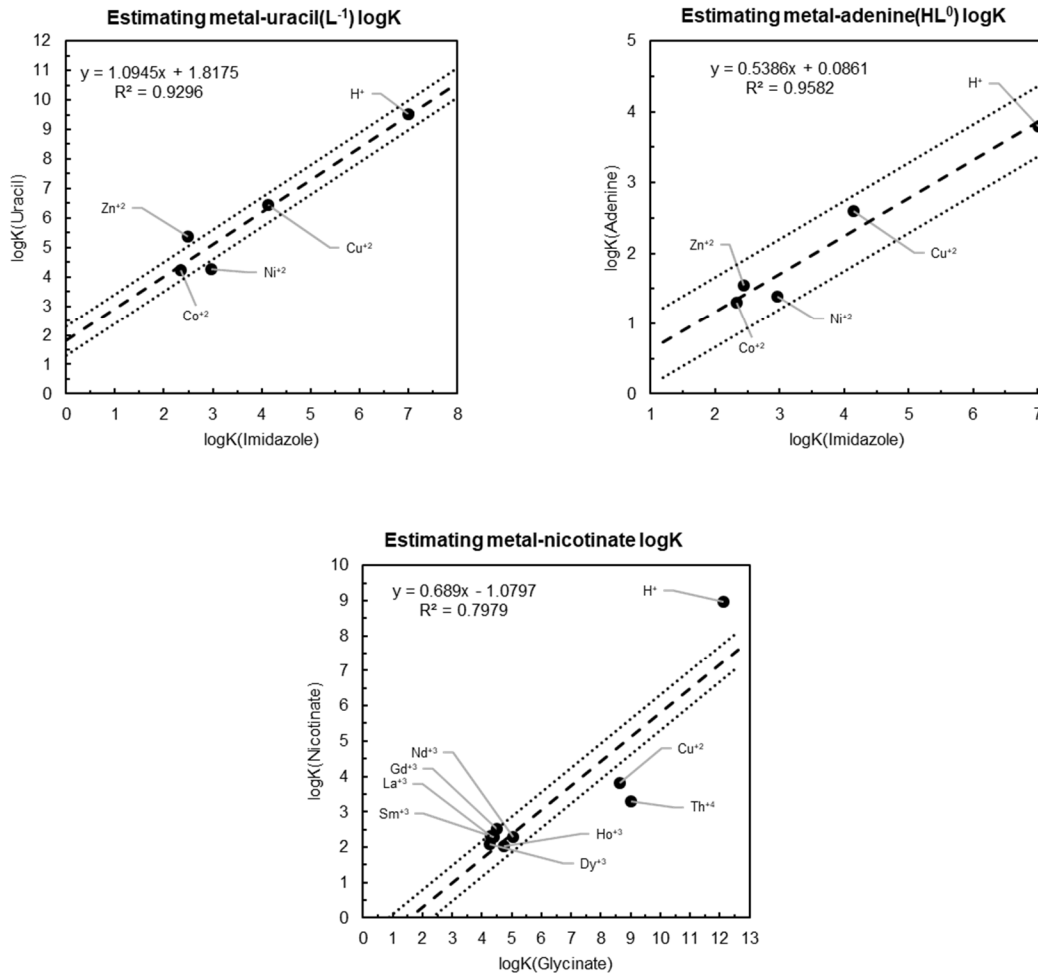 Estimating metal-uracil(L⁻¹) logK
y = 1.0945x + 1.8175
R² = 0.9296
H⁺
Zn⁺²
Cu⁺²
Ni⁺²
Co⁺²
logK(Uracil)
12
11
10
9
8
7
6
5
4
3
2
1
0
0 1 2 3 4 5 6 7 8
logK(Imidazole)
Estimating metal-adenine(HL⁰) logK
y = 0.5386x + 0.0861
R² = 0.9582
H⁺
Cu⁺²
Zn⁺²
Ni⁺²
Co⁺²
logK(Adenine)
5
4
3
2
1
0
1 2 3 4 5 6 7
logK(Imidazole)
Estimating metal-nicotinate logK
y = 0.689x - 1.0797
R² = 0.7979
H⁺
Nd⁺³
Gd⁺³
La⁺³
Sm⁺³
Cu⁺²
Th⁺⁴
Ho⁺³
Dy⁺³
logK(Nicotinate)
10
9
8
7
6
5
4
3
2
1
0
0 1 2 3 4 5 6 7 8 9 10 11 12 13
logK(Glycinate)